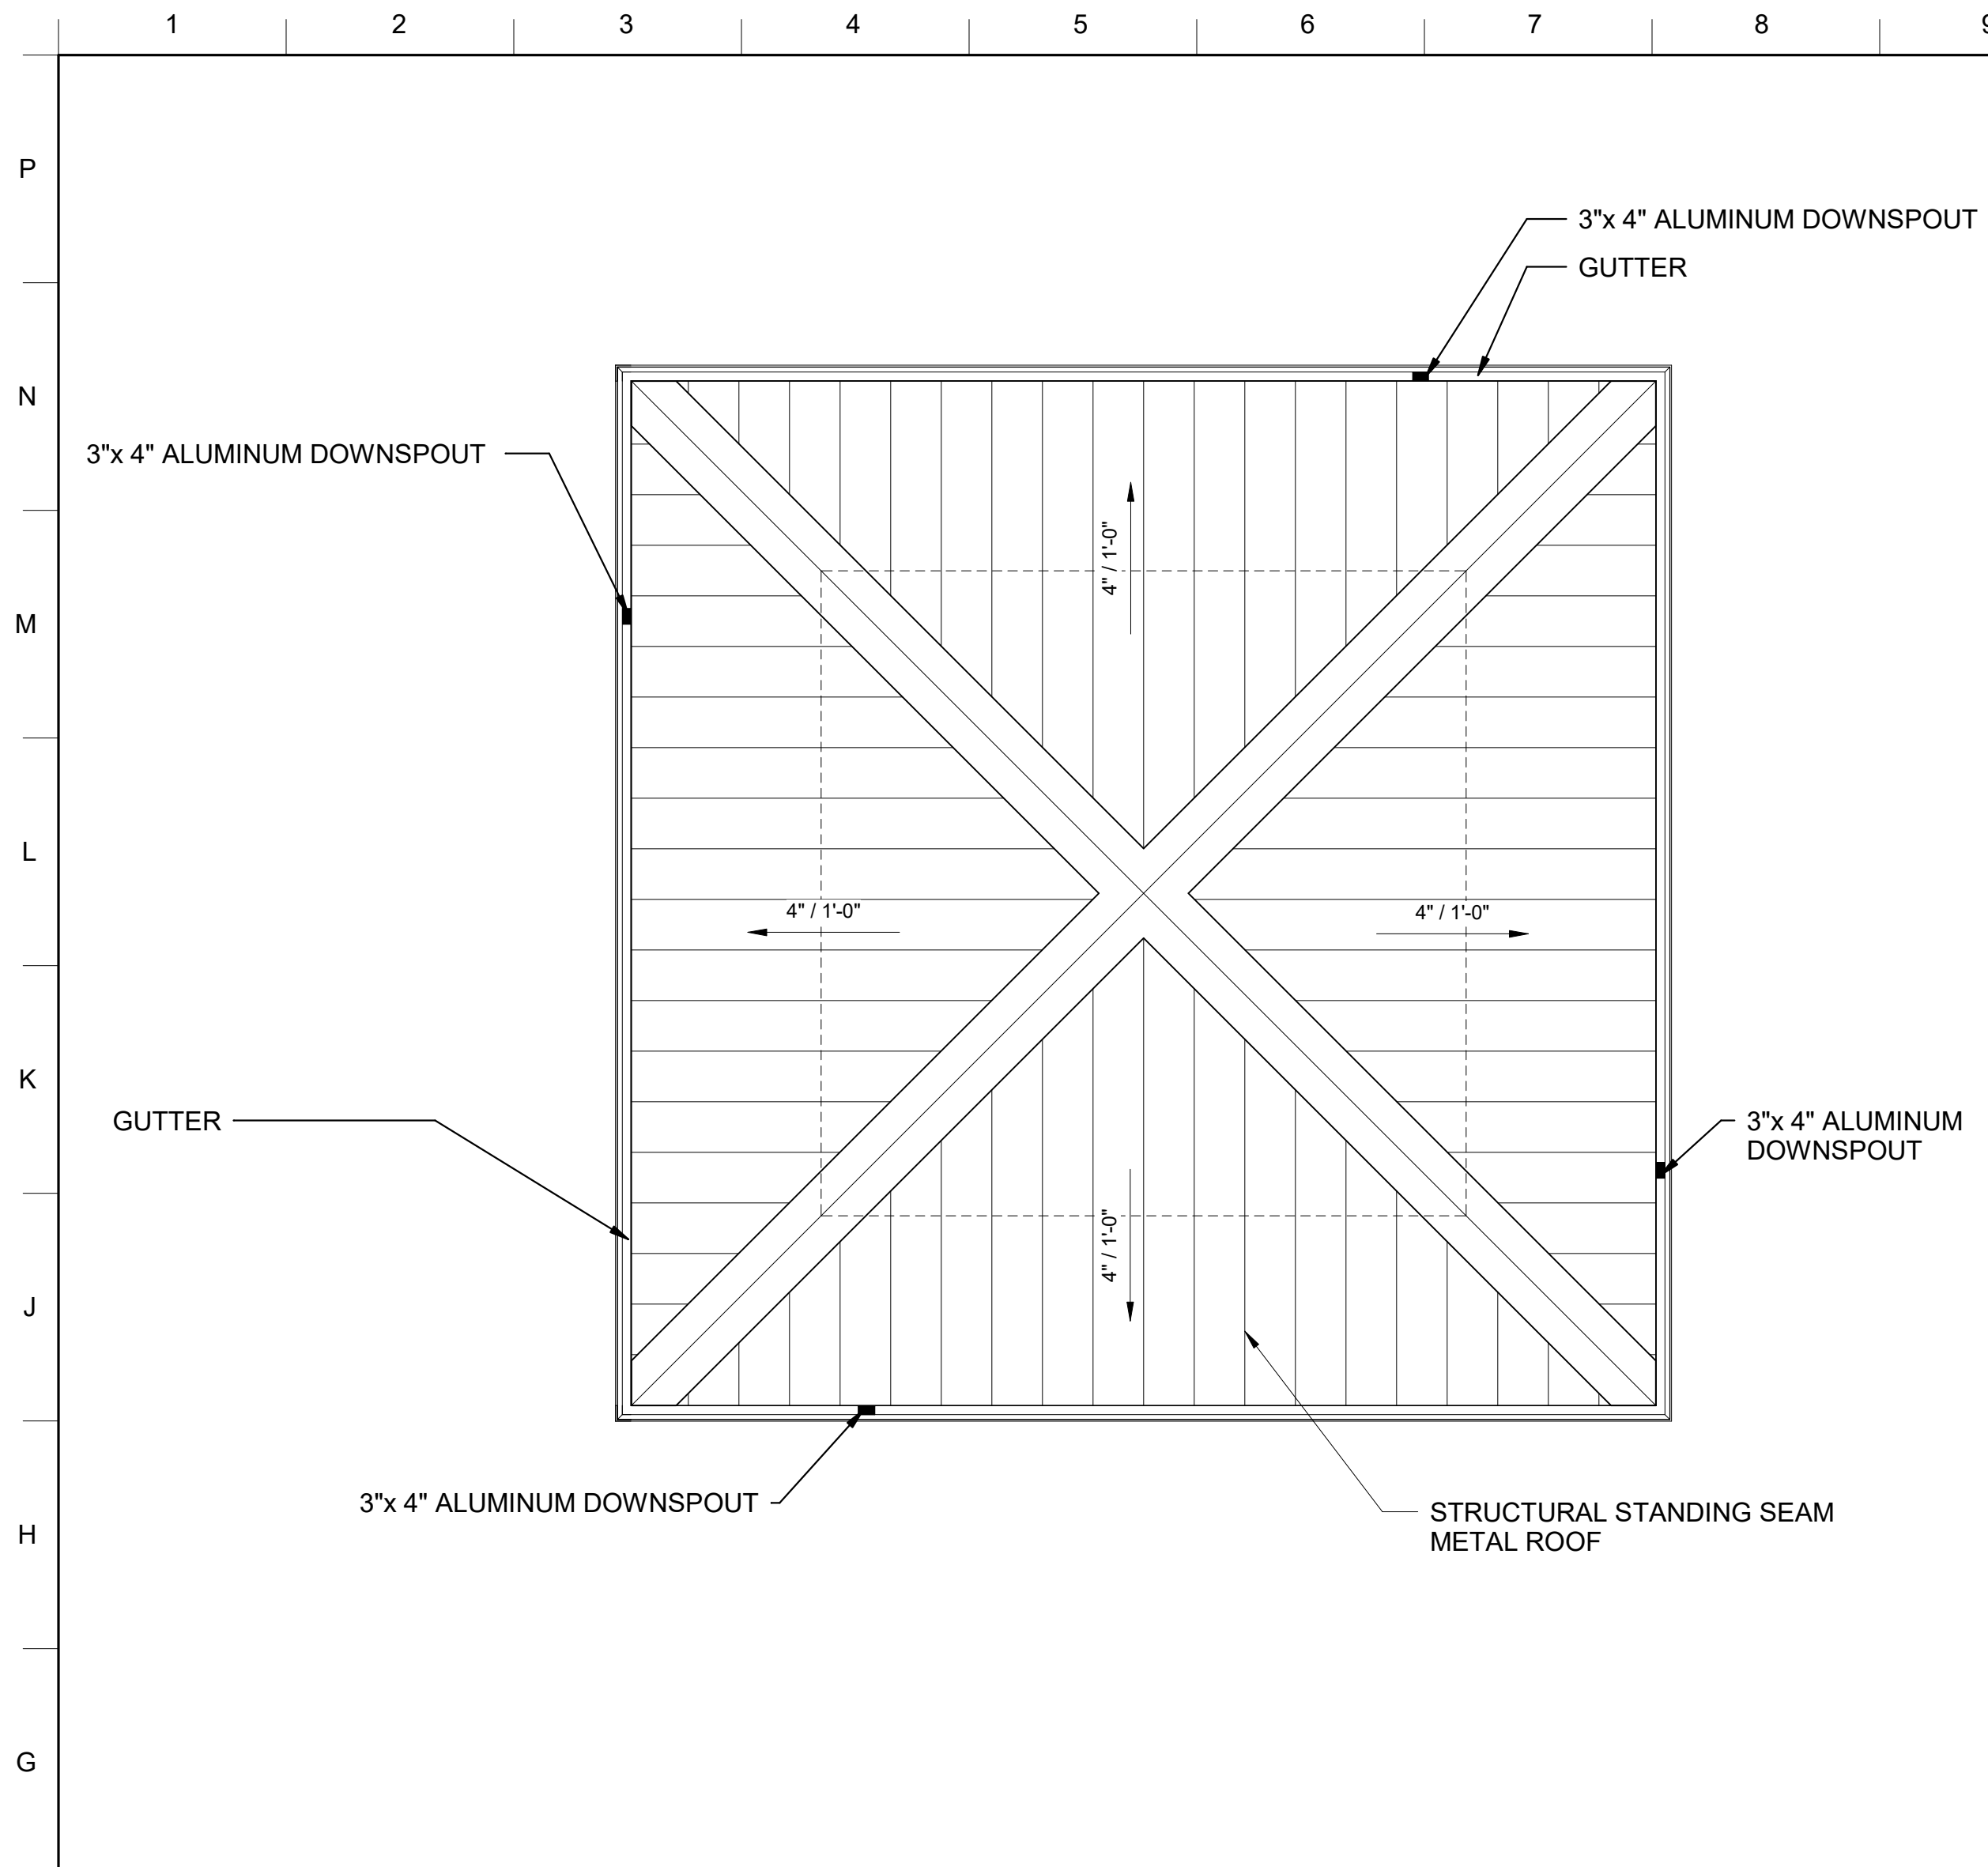 1 2 3 4 5 6 7 8 9
P
3"x 4" ALUMINUM DOWNSPOUT
GUTTER
N
3"x 4" ALUMINUM DOWNSPOUT
4" / 1'-0"
M
L
4" / 1'-0"
4" / 1'-0"
K
GUTTER
3"x 4" ALUMINUM
DOWNSPOUT
4" / 1'-0"
J
3"x 4" ALUMINUM DOWNSPOUT
STRUCTURAL STANDING SEAM
METAL ROOF
H
G